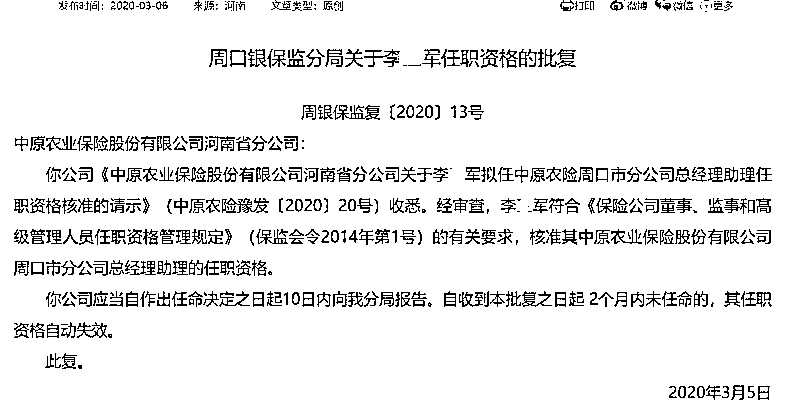 发布时间：2020-03-06 来源：河南 文章类型：原创 打印 微博 微信 更多
周口银保监分局关于李 军任职资格的批复
周银保监复〔2020〕13号
中原农业保险股份有限公司河南省分公司：
你公司《中原农业保险股份有限公司河南省分公司关于李 军拟任中原农险周口市分公司总经理助理任
职资格核准的请示》（中原农险豫发〔2020〕20号）收悉。经审查，李 军符合《保险公司董事、监事和高
级管理人员任职资格管理规定》（保监会令2014年第1号）的有关要求，核准其中原农业保险股份有限公司
周口市分公司总经理助理的任职资格。
你公司应当自作出任命决定之日起10日内向我分局报告。自收到本批复之日起 2个月内未任命的，其任职
资格自动失效。
此复。
2020年3月5日